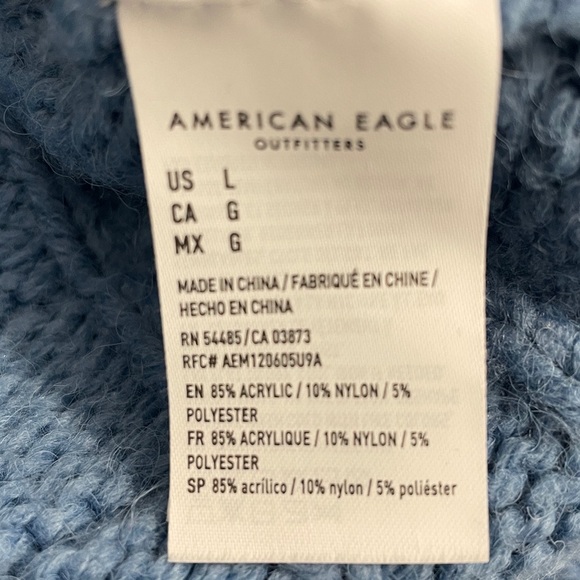 AMERICAN EAGLE
OUTFITTERS
US L
CA G
MX G
MADE IN CHINA / FABRIQUÉ EN CHINE /
HECHO EN CHINA
RN 54485 / CA 03873
RFC# AEM120605U9A
EN 85% ACRYLIC / 10% NYLON / 5%
POLYESTER
FR 85% ACRYLIQUE / 10% NYLON / 5%
POLYESTER
SP 85% acrílico / 10% nylon / 5% poliéster